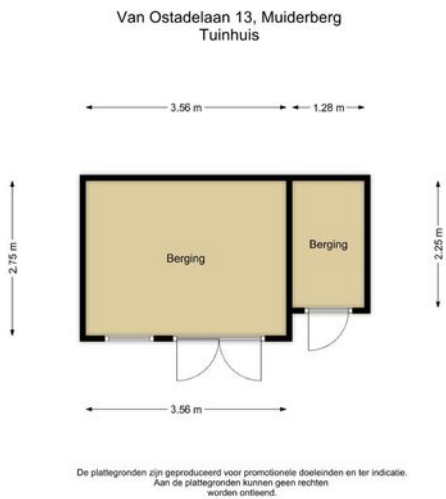 Van Ostadelaan 13, Muiderberg
Tuinhuis
3.56 m
1.28 m
2.75 m
Berging
Berging
2.25 m
3.56 m
De plattegronden zijn geproduceerd voor promotionele doeleinden en ter indicatie.
Aan de plattegronden kunnen geen rechten
worden ontleend.